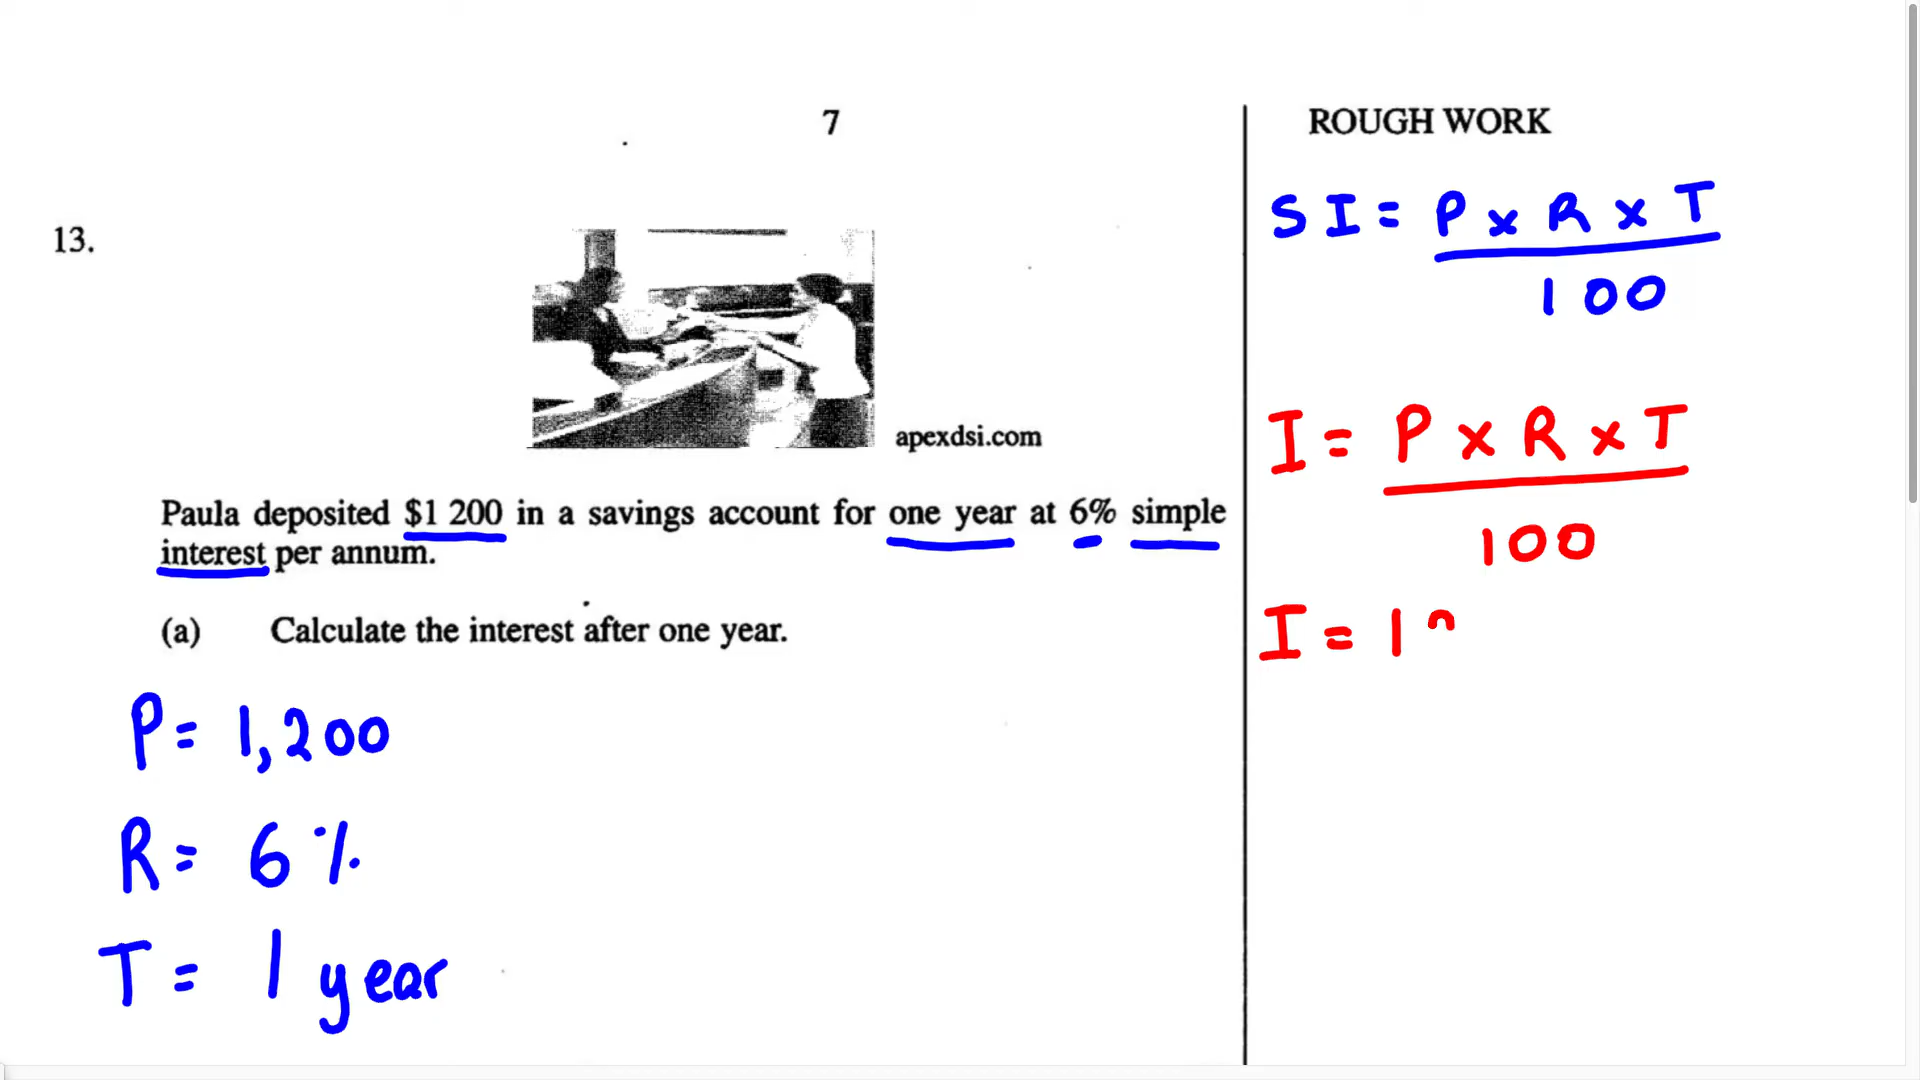 7
ROUGH WORK
13.
apexdsi.com
Paula deposited $1 200 in a savings account for one year at 6% simple
interest per annum.
(a) Calculate the interest after one year.
P = 1,200
R = 6 %
T = 1 year
SI = P x R x T
100
I = P x R x T
100
I = 1